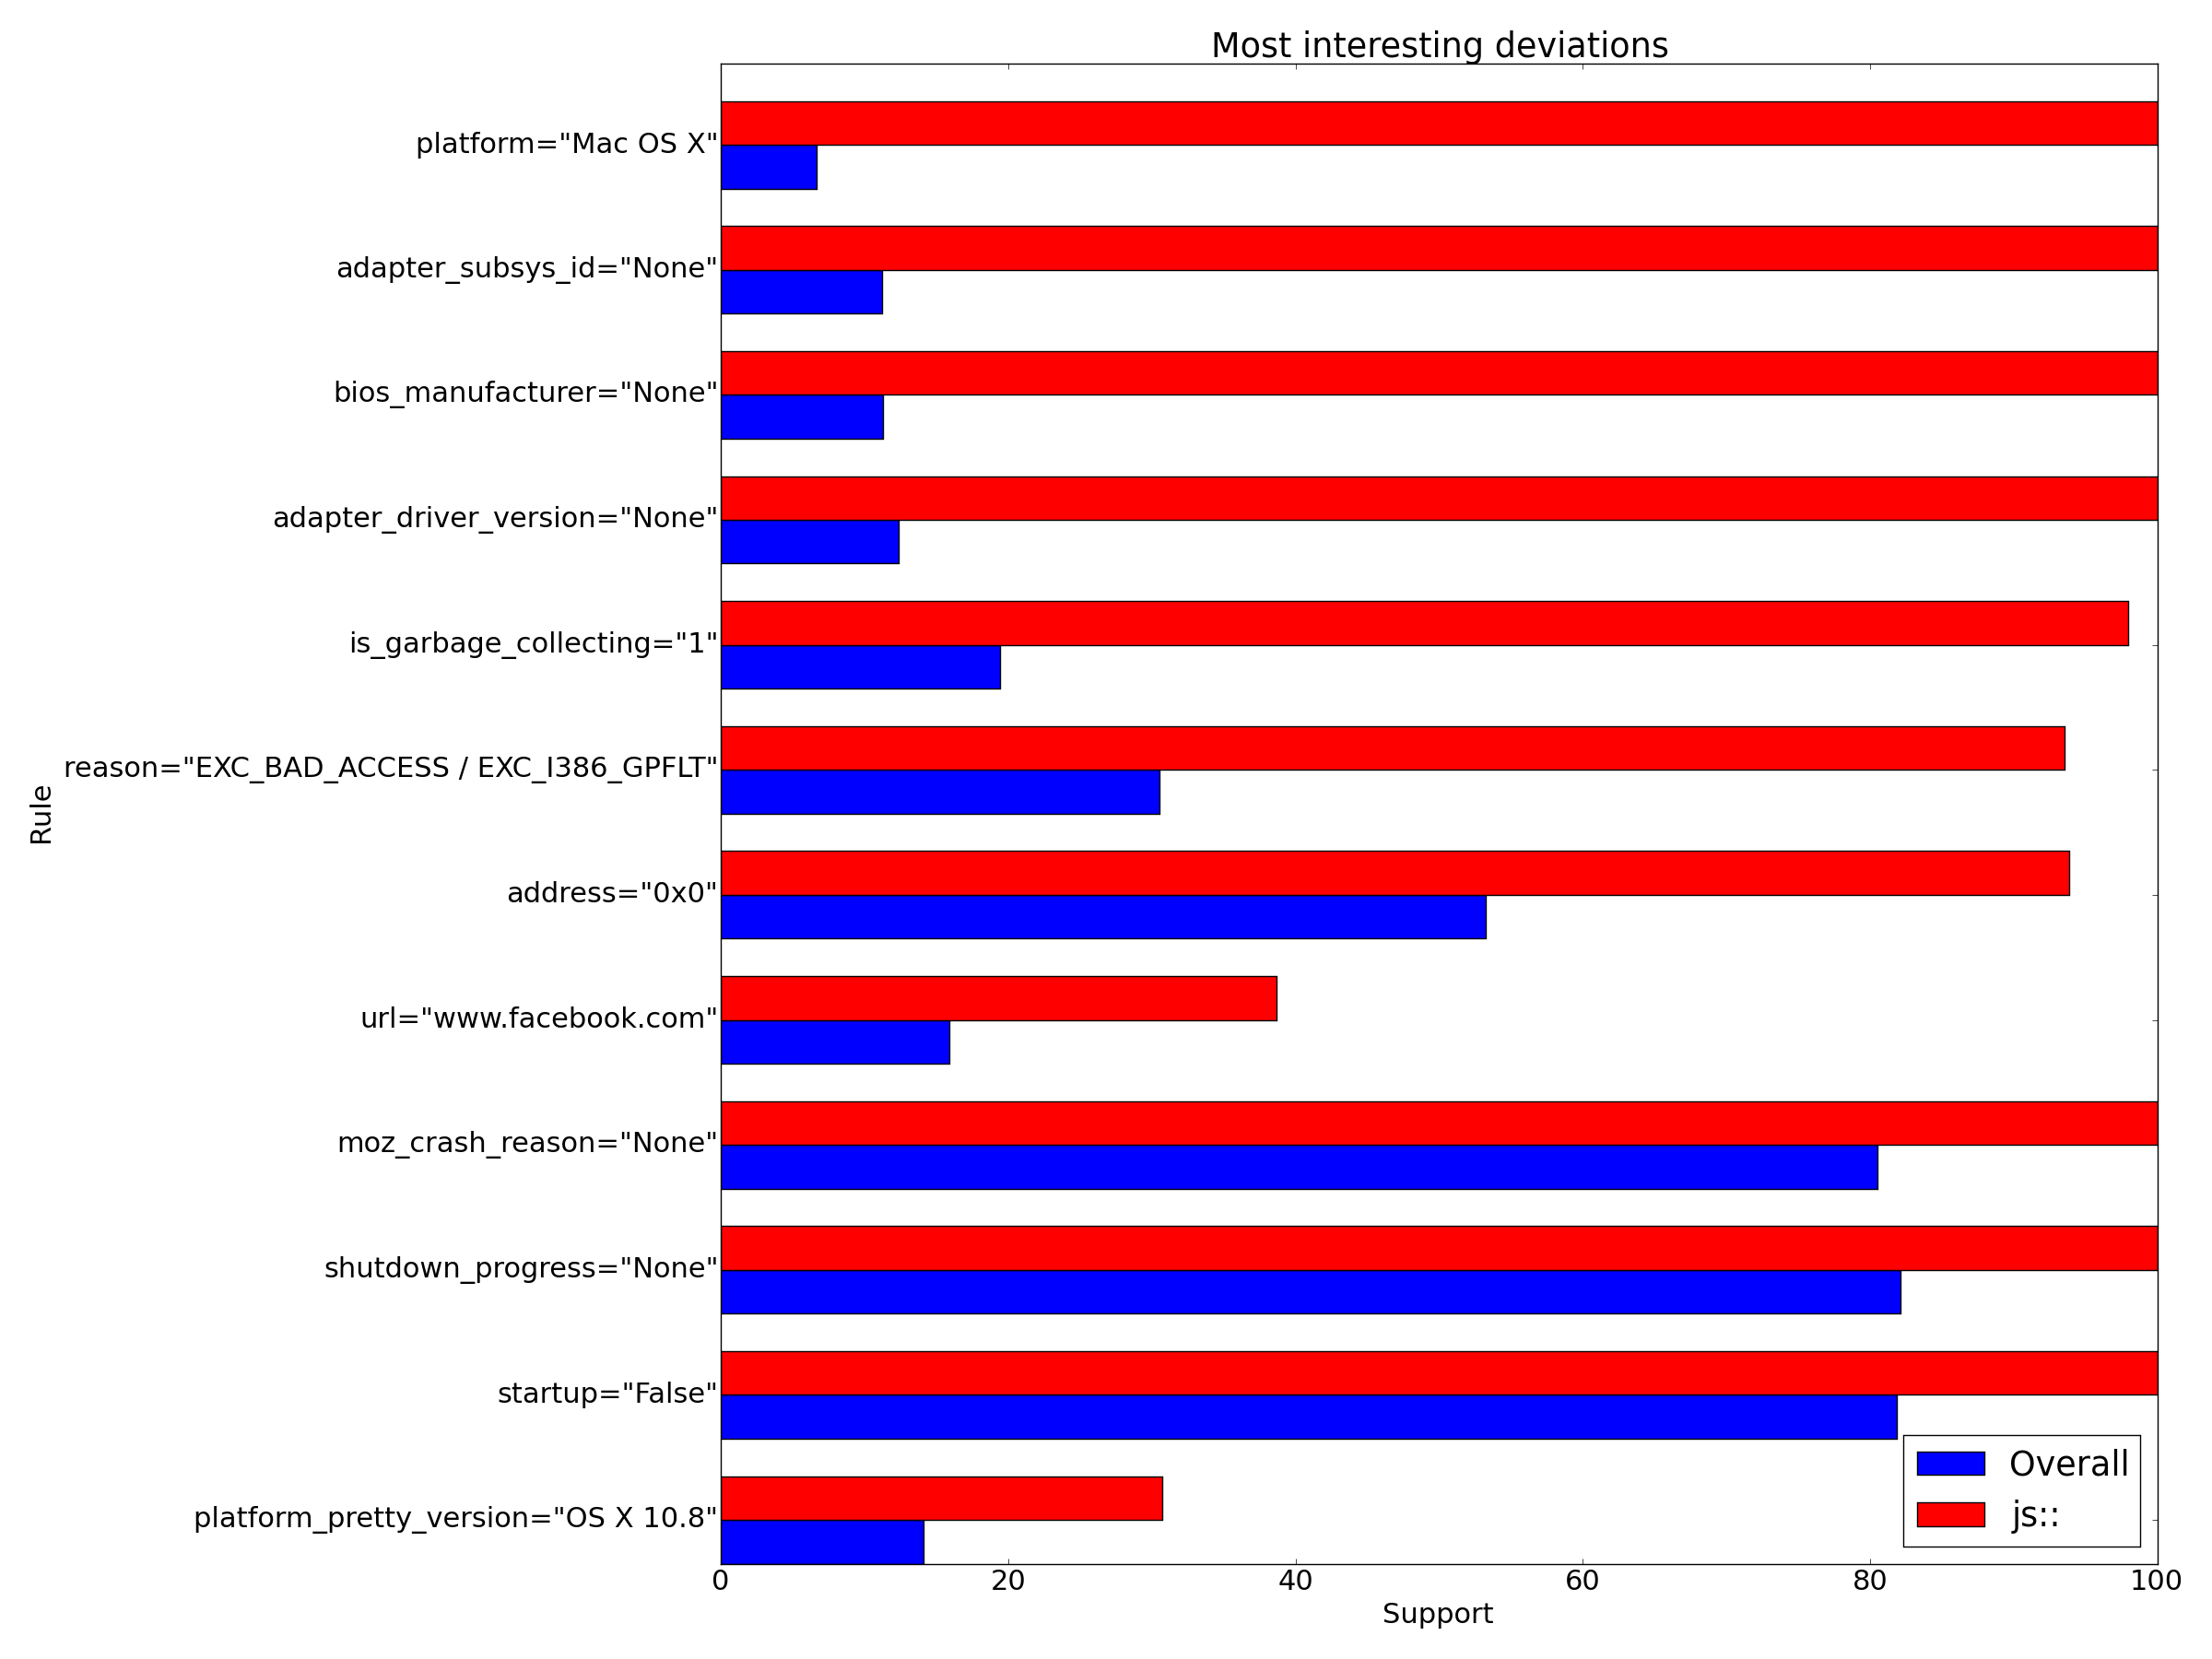 Most interesting deviations
platform="Mac OS X"
adapter_subsys_id="None"
bios_manufacturer="None"
adapter_driver_version="None"
is_garbage_collecting="1"
reason="EXC_BAD_ACCESS / EXC_I386_GPFLT"
Rule
address="0x0"
url="www.facebook.com"
moz_crash_reason="None"
shutdown_progress="None"
startup="False"
platform_pretty_version="OS X 10.8"
Overall
js::
0 20 40 60 80 100
Support